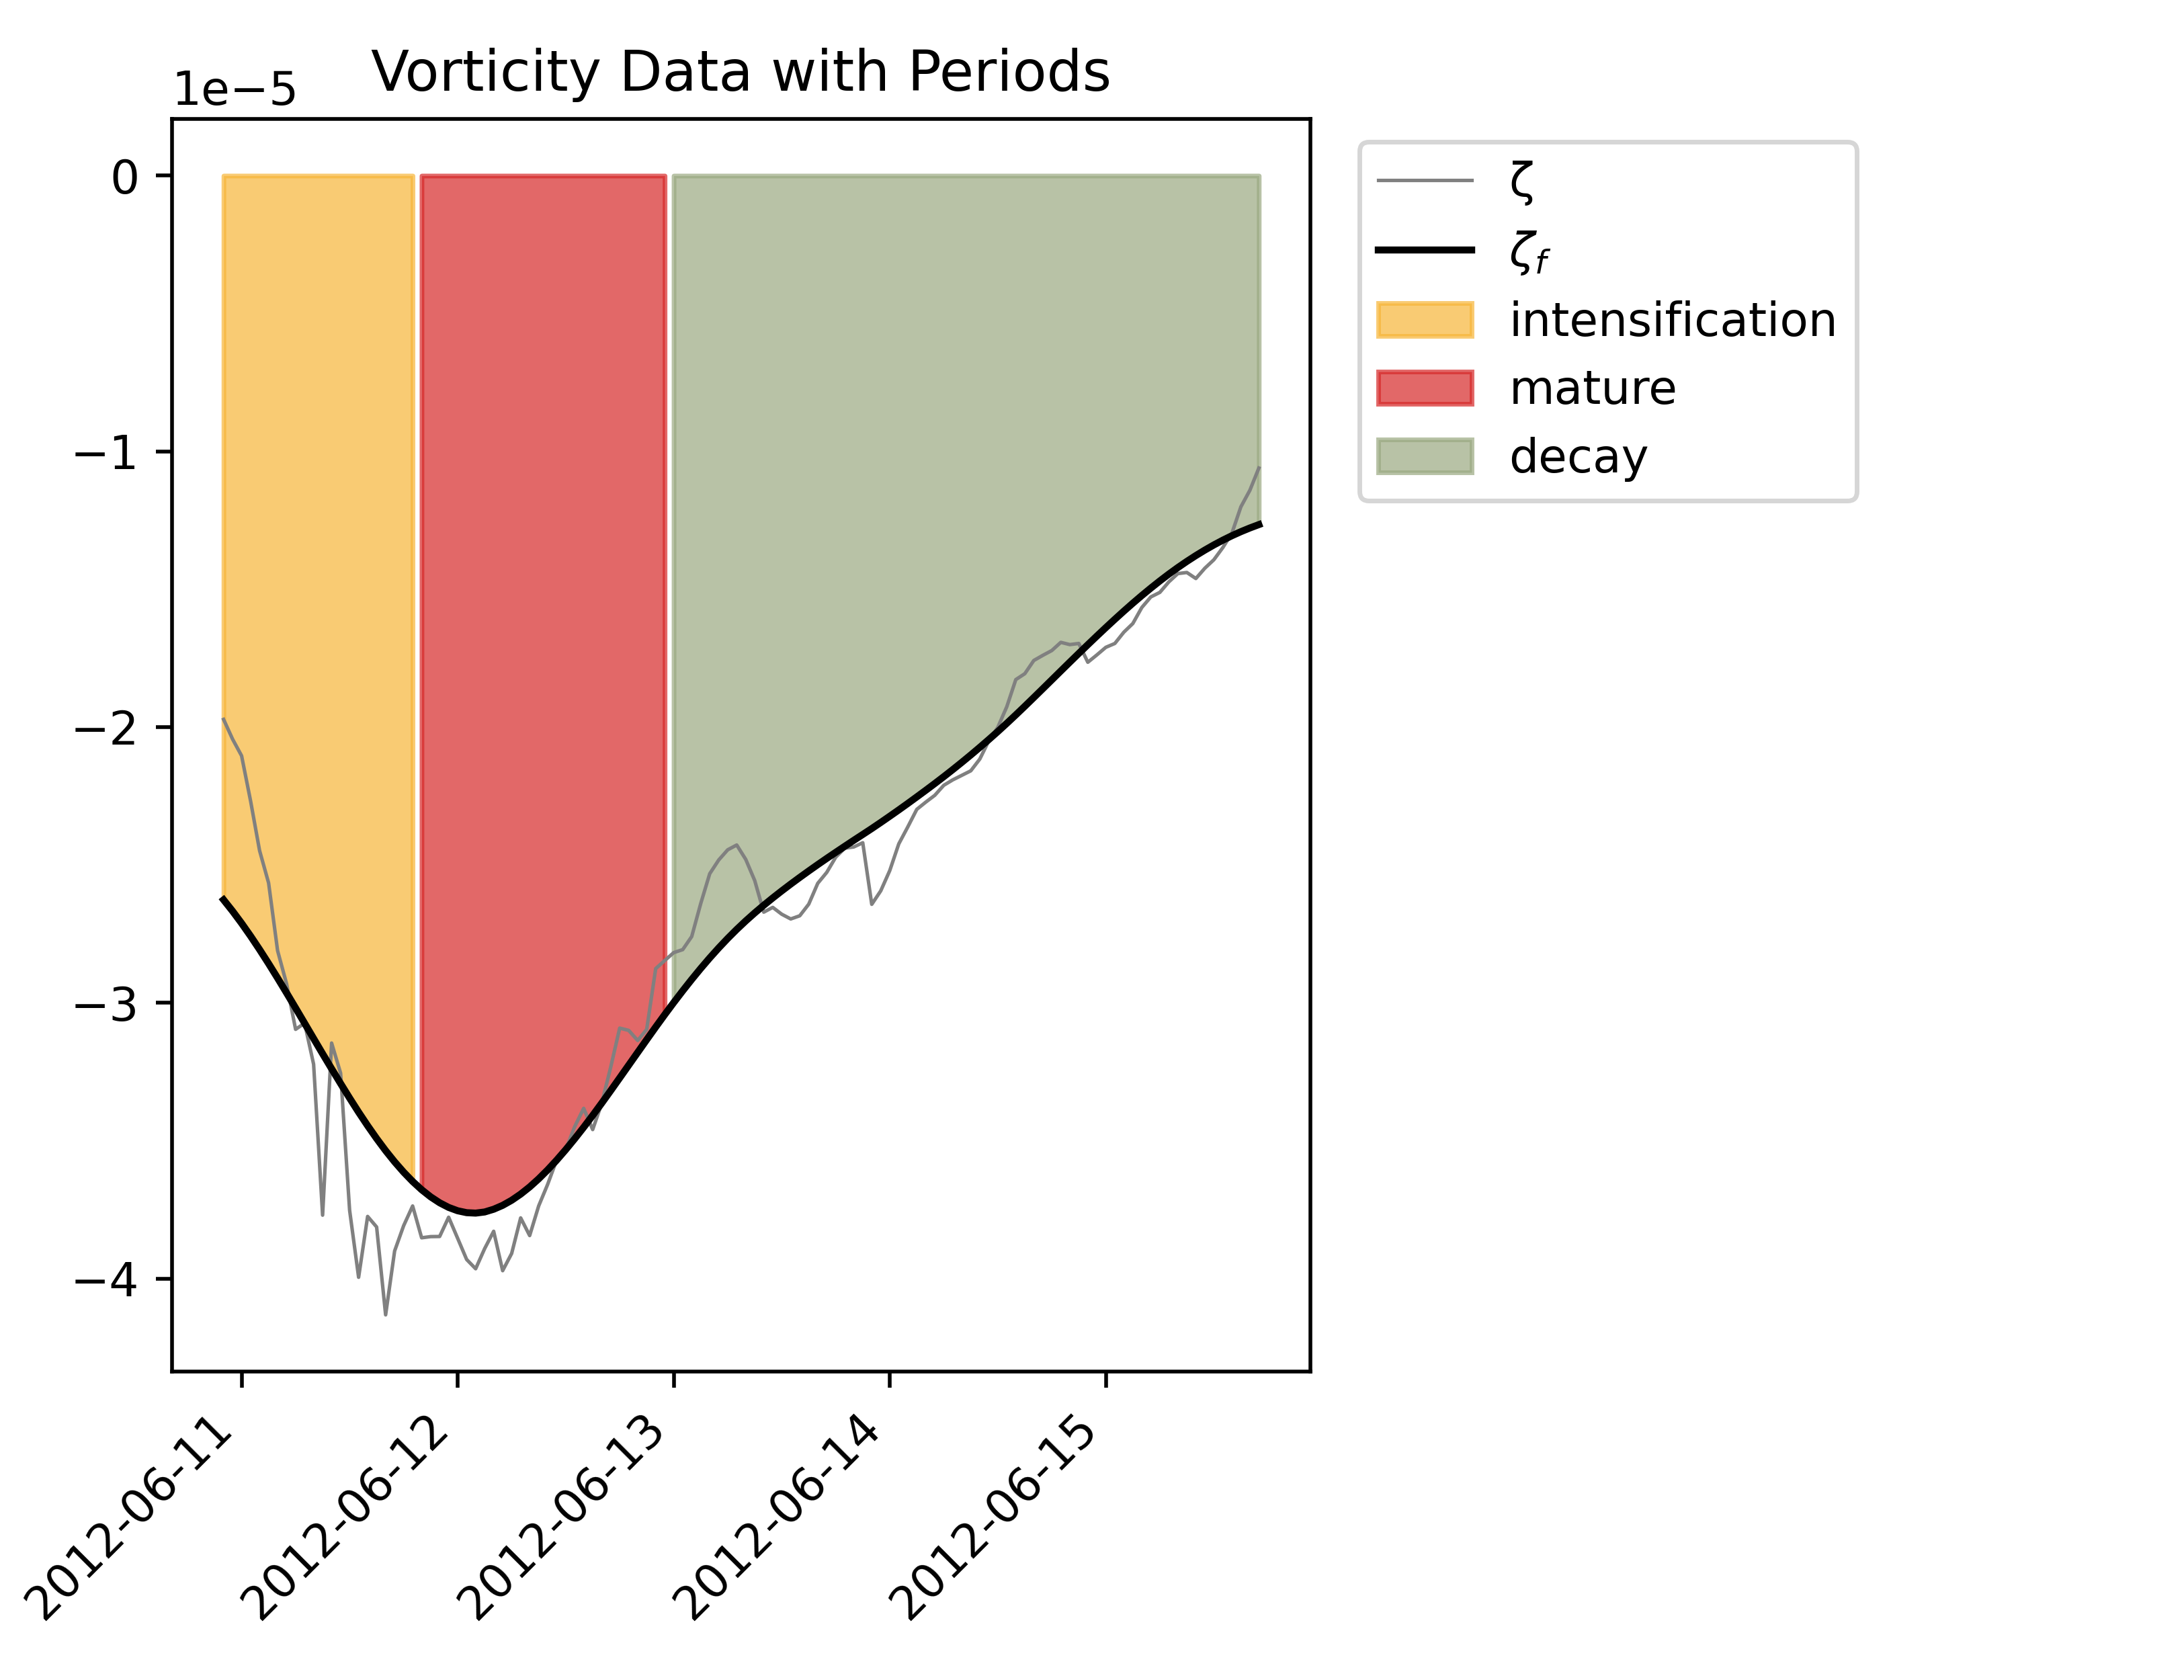 Vorticity Data with Periods
1e−5
0
−1
−2
−3
−4
2012-06-11
2012-06-12
2012-06-13
2012-06-14
2012-06-15
ζ
ζf
intensification
mature
decay